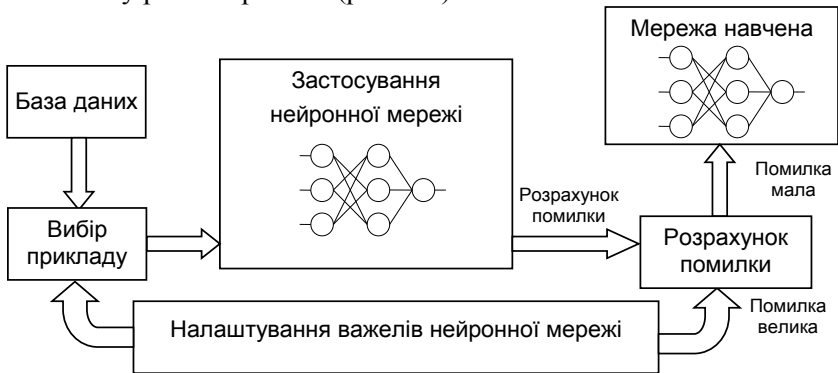 Мережа навчена
База даних
Застосування
нейронної мережі
Розрахунок
помилки
Помилка
мала
Вибір
прикладу
Розрахунок
помилки
Налаштування важелів нейронної мережі
Помилка
велика